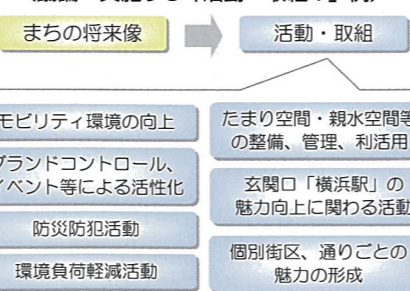 まちの将来像
活動・取組
モビリティ環境の向上
ブランドコントロール、
イベント等による活性化
防災防犯活動
環境負荷軽減活動
たまり空間・親水空間等
の整備、管理、利活用
玄関口「横浜駅」の
魅力向上に関わる活動
個別街区、通りごとの
魅力の形成